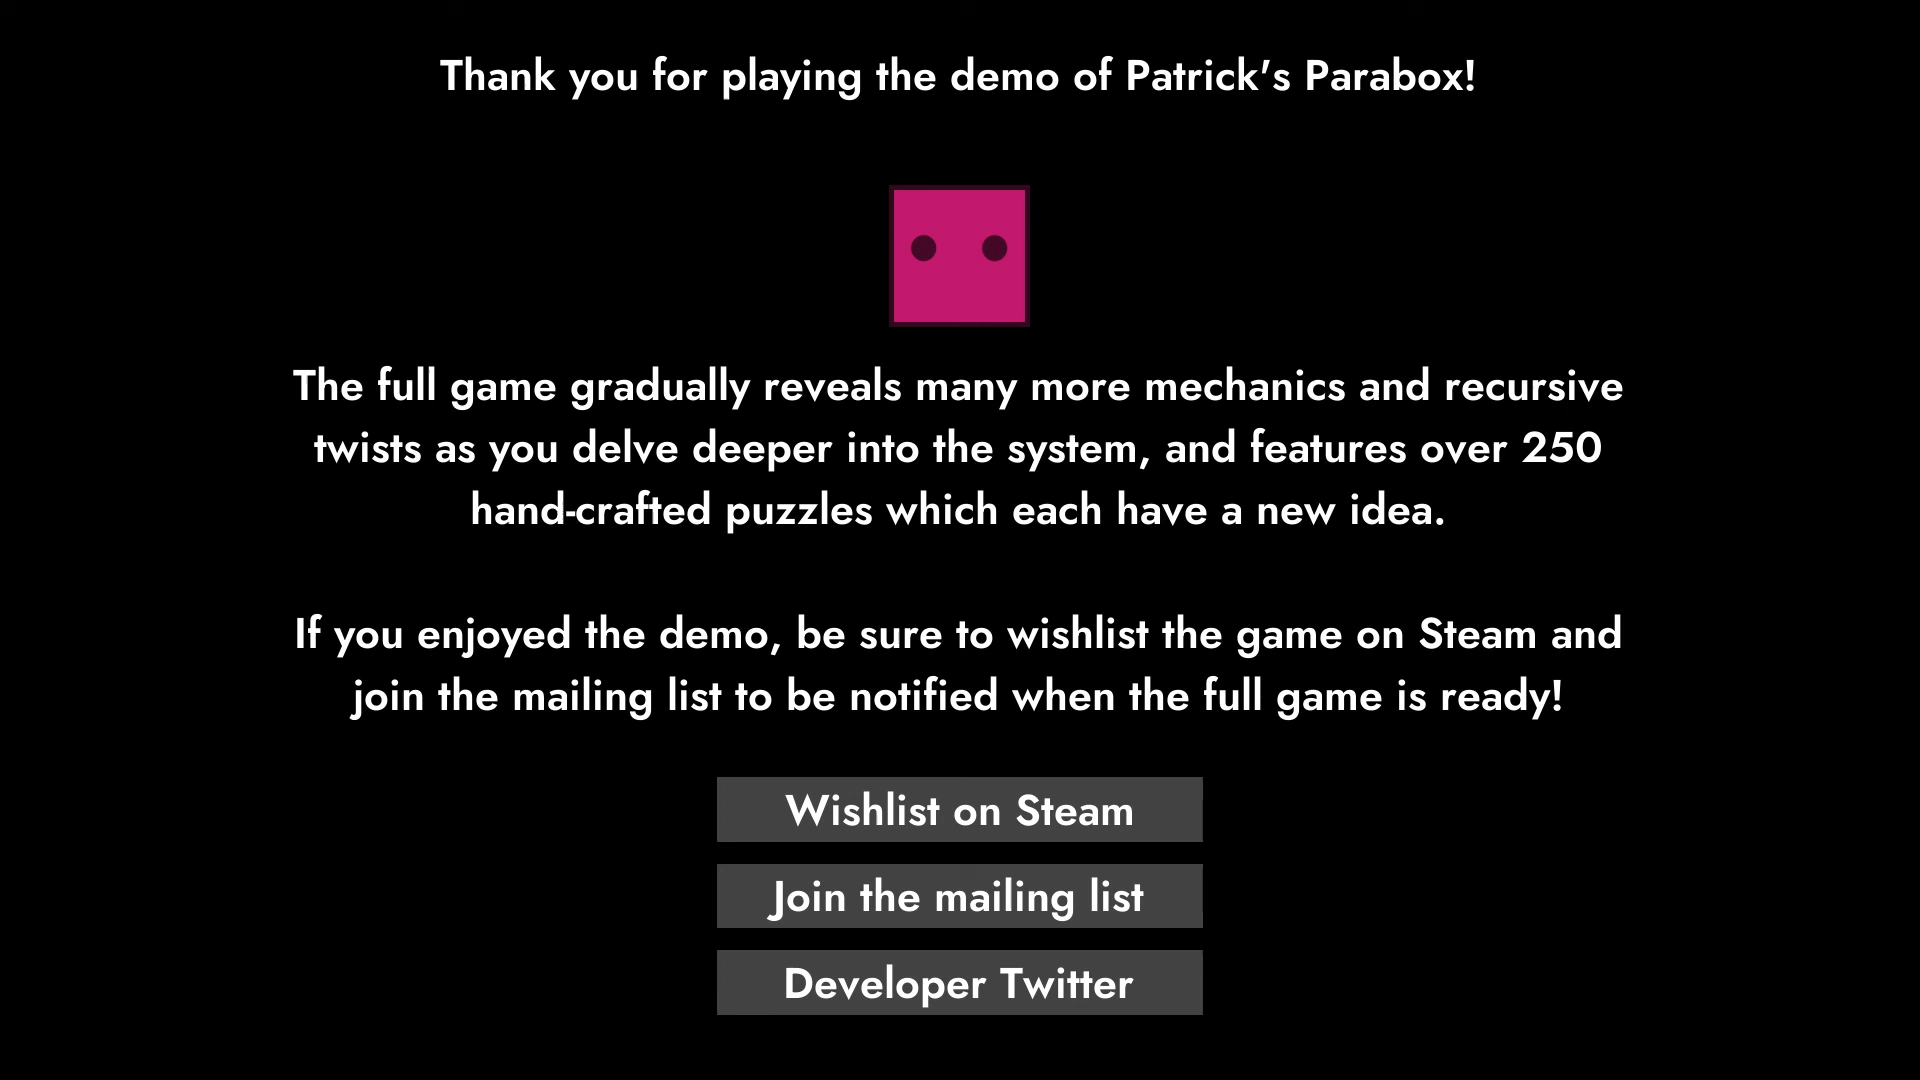 Thank you for playing the demo of Patrick's Parabox!
The full game gradually reveals many more mechanics and recursive
twists as you delve deeper into the system, and features over 250
hand-crafted puzzles which each have a new idea.
If you enjoyed the demo, be sure to wishlist the game on Steam and
join the mailing list to be notified when the full game is ready!
Wishlist on Steam
Join the mailing list
Developer Twitter